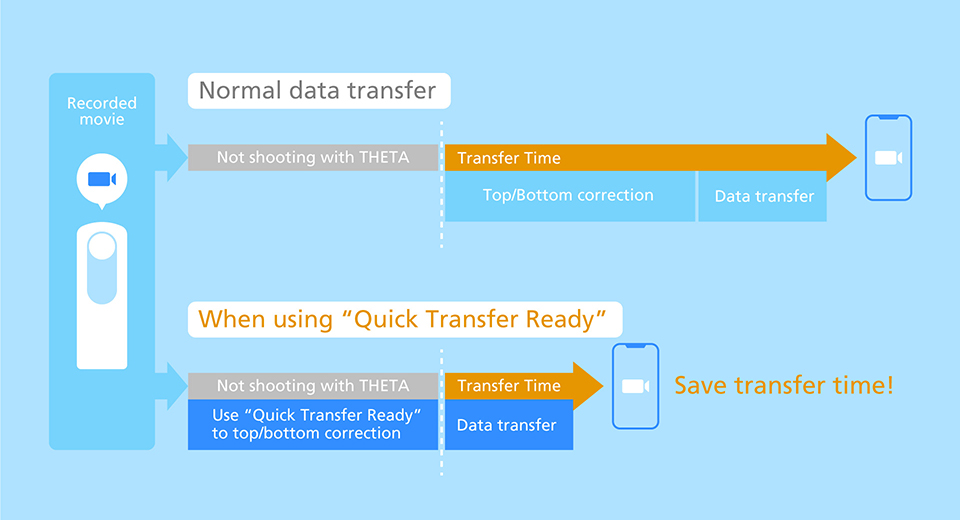 Recorded
movie
Normal data transfer
Not shooting with THETA
Transfer Time
Top/Bottom correction
Data transfer
When using “Quick Transfer Ready”
Not shooting with THETA
Transfer Time
Use “Quick Transfer Ready”
to top/bottom correction
Data transfer
Save transfer time!